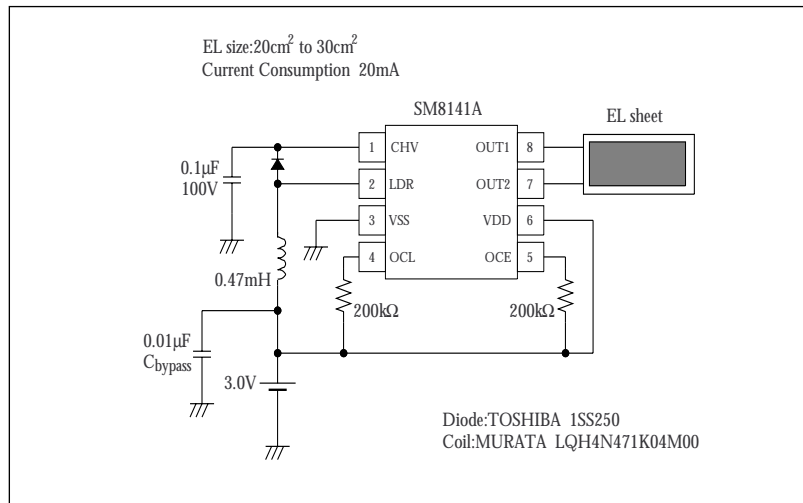 EL size:20cm² to 30cm²
Current Consumption 20mA
SM8141A
EL sheet
1 CHV OUT1 8
0.1µF
100V
2 LDR OUT2 7
3 VSS VDD 6
4 OCL OCE 5
0.47mH
200kΩ 200kΩ
0.01µF
Cbypass
3.0V
Diode:TOSHIBA 1SS250
Coil:MURATA LQH4N471K04M00